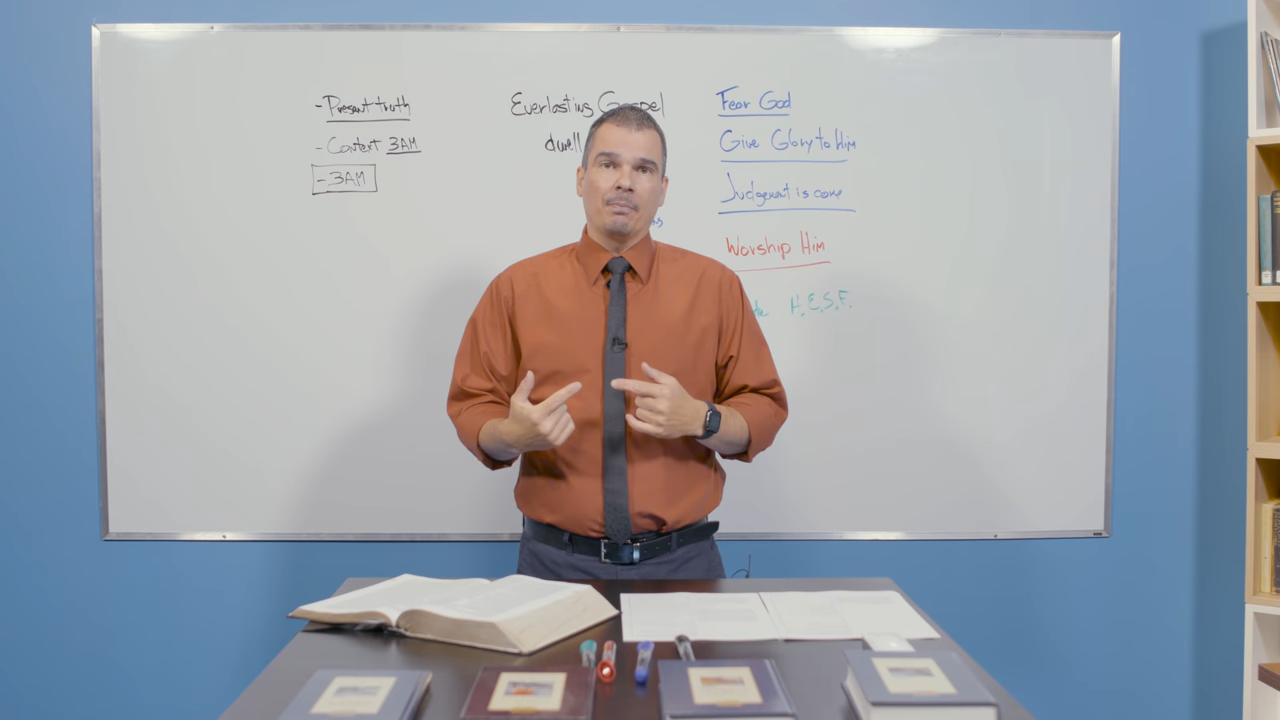 - Present truth
- Context 3AM
- 3AM
Everlasting Gospel
dwell
Fear God
Give Glory to Him
Judgement is come
Worship Him
H.E.S.F.